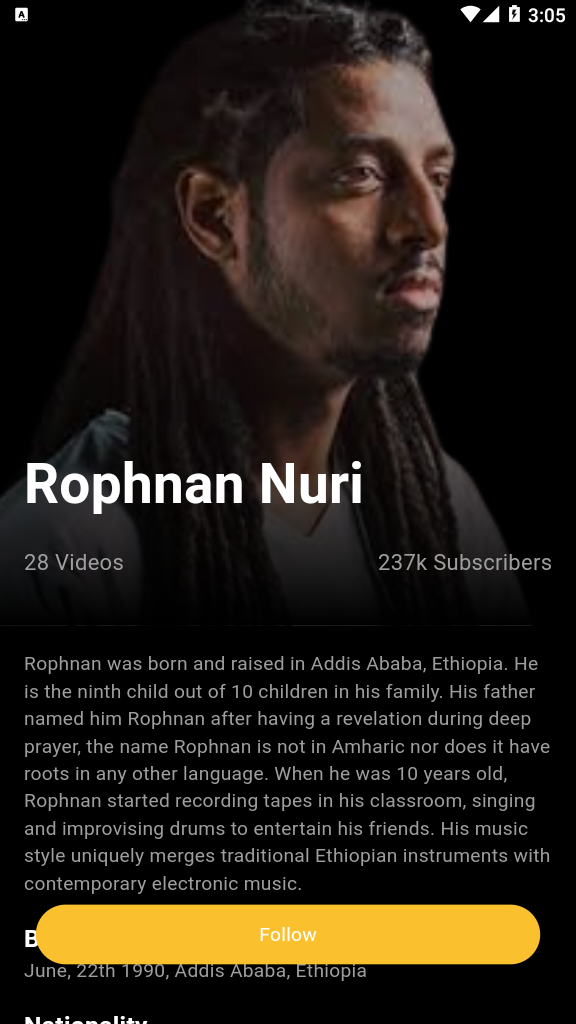 3:05
Rophnan Nuri
28 Videos
237k Subscribers
Rophnan was born and raised in Addis Ababa, Ethiopia. He
is the ninth child out of 10 children in his family. His father
named him Rophnan after having a revelation during deep
prayer, the name Rophnan is not in Amharic nor does it have
roots in any other language. When he was 10 years old,
Rophnan started recording tapes in his classroom, singing
and improvising drums to entertain his friends. His music
style uniquely merges traditional Ethiopian instruments with
contemporary electronic music.
Follow
June, 22th 1990, Addis Ababa, Ethiopia
Nationality